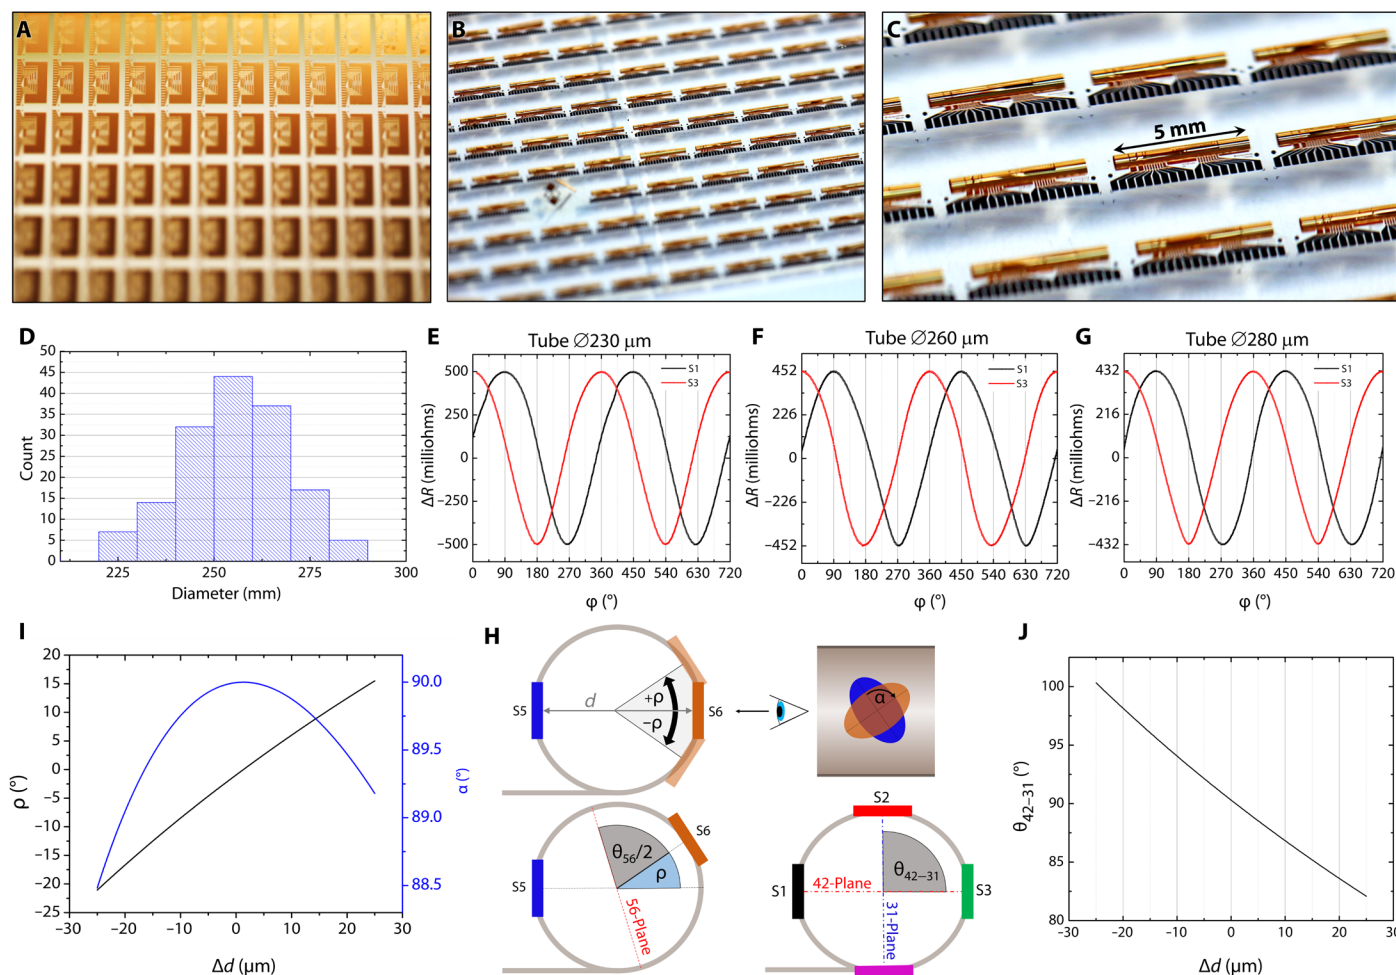 A
B
C
5 mm
D
50
45
40
35
30
25
20
15
10
5
0
Count
225
250
275
300
Diameter (mm)
E
Tube ∅230 μm
S1
S3
500
250
0
−250
−500
ΔR (milliohms)
0 90 180 270 360 450 540 630 720
φ (°)
F
Tube ∅260 μm
S1
S3
452
226
0
−226
−452
ΔR (milliohms)
0 90 180 270 360 450 540 630 720
φ (°)
G
Tube ∅280 μm
S1
S3
432
216
0
−216
−432
ΔR (milliohms)
0 90 180 270 360 450 540 630 720
φ (°)
I
20
15
10
5
0
−5
−10
−15
−20
−25
ρ (°)
90.0
89.5
89.0
88.5
α (°)
−30 −20 −10 0 10 20 30
Δd (μm)
H
S5
d
+ρ
−ρ
S6
α
S5
θ56/2
ρ
S6
56-Plane
S2
S1
42-Plane
θ42−31
S3
31-Plane
J
100
95
90
85
80
θ42−31 (°)
−30 −20 −10 0 10 20 30
Δd (μm)